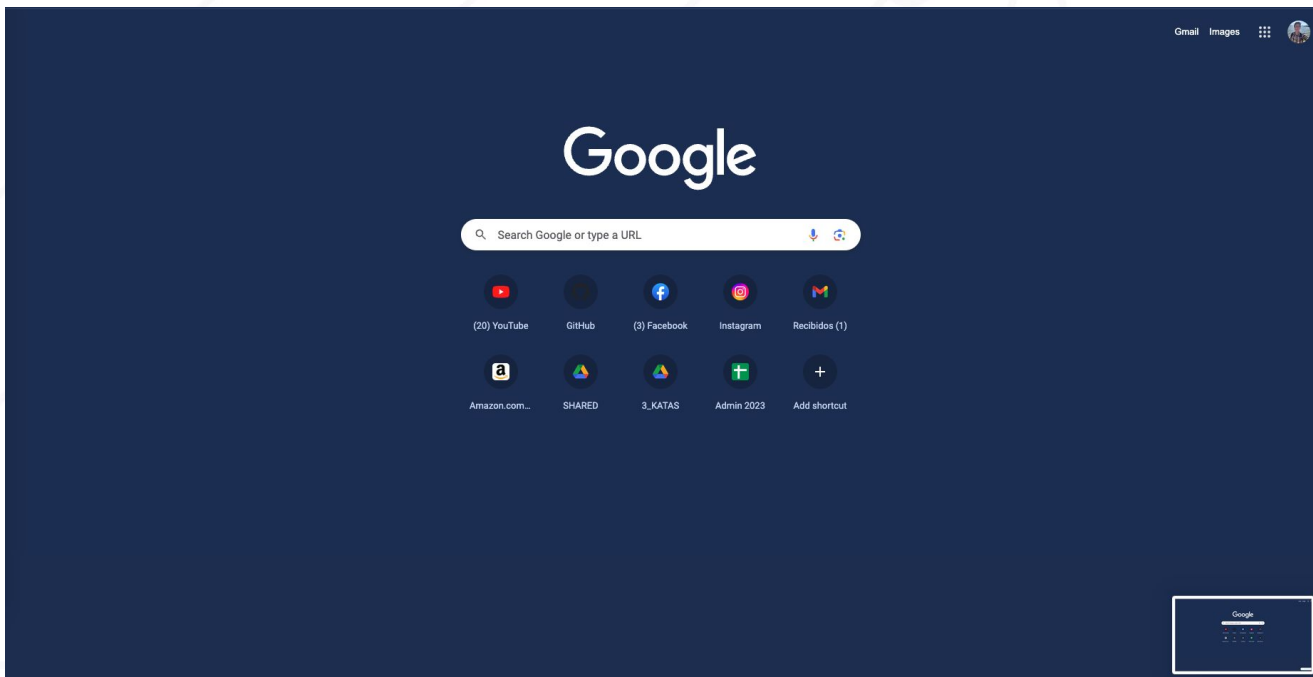 Gmail Images
Google
Search Google or type a URL
(20) YouTube GitHub (3) Facebook Instagram Recibidos (1)
Amazon.com... SHARED 3_KATAS Admin 2023 Add shortcut
Google